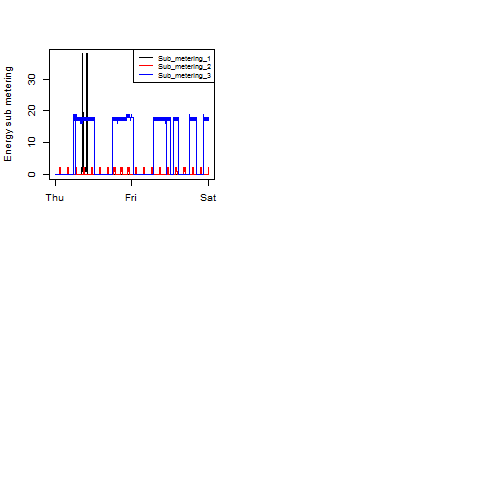 Energy sub metering
0
10
20
30
Thu
Fri
Sat
Sub_metering_1
Sub_metering_2
Sub_metering_3